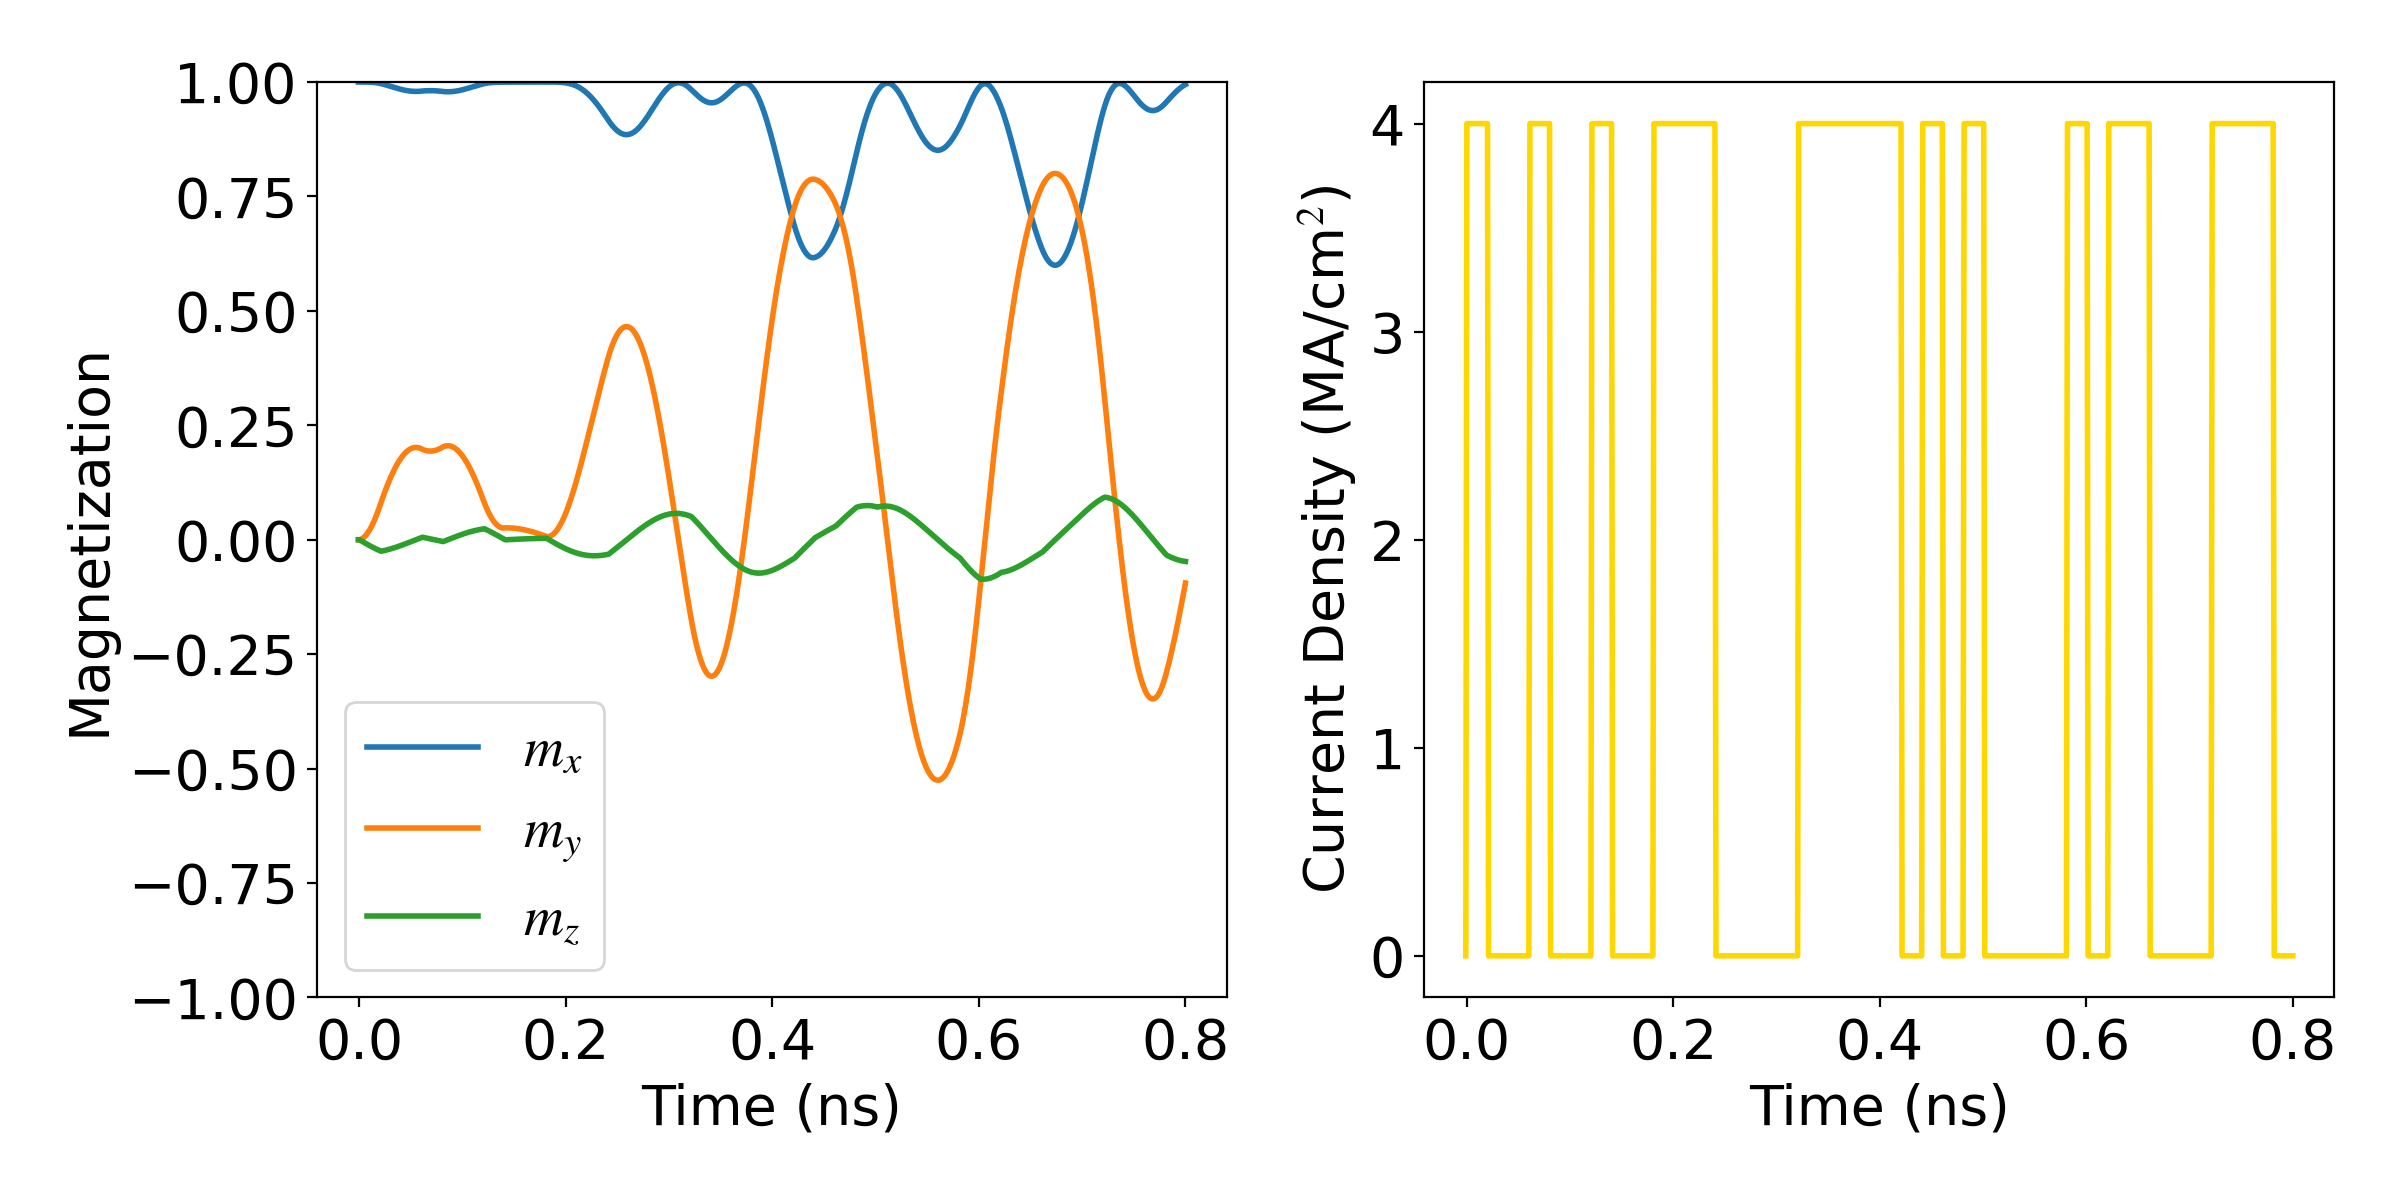 Magnetization
1.00
0.75
0.50
0.25
0.00
−0.25
−0.50
−0.75
−1.00
m_x
m_y
m_z
0.0 0.2 0.4 0.6 0.8
Time (ns)
Current Density (MA/cm²)
4
3
2
1
0
0.0 0.2 0.4 0.6 0.8
Time (ns)